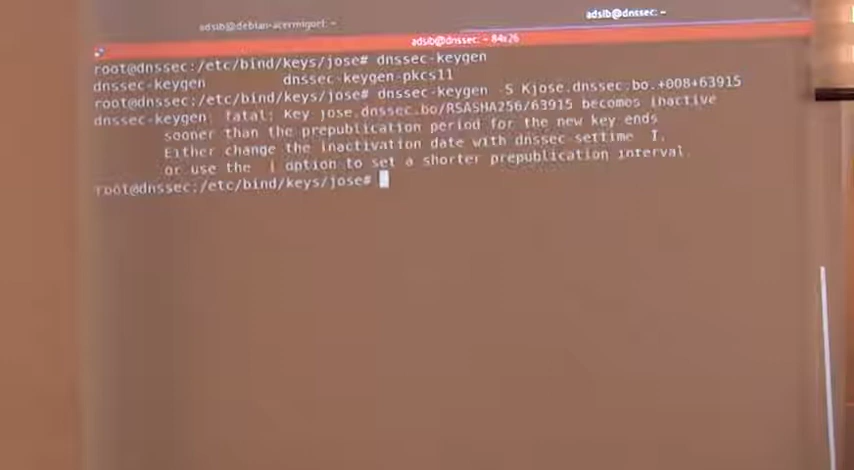 adsib@debian-acermiguel: ~
adsib@dnssec: ~
adsib@dnssec: ~ 84x26
root@dnssec:/etc/bind/keys/jose# dnssec-keygen
dnssec-keygen dnssec-keygen-pkcs11
root@dnssec:/etc/bind/keys/jose# dnssec-keygen -S Kjose.dnssec.bo.+008+63915
dnssec-keygen: fatal: Key jose.dnssec.bo/RSASHA256/63915 becomes inactive
sooner than the prepublication period for the new key ends
Either change the inactivation date with dnssec-settime I,
or use the i option to set a shorter prepublication interval.
root@dnssec:/etc/bind/keys/jose#